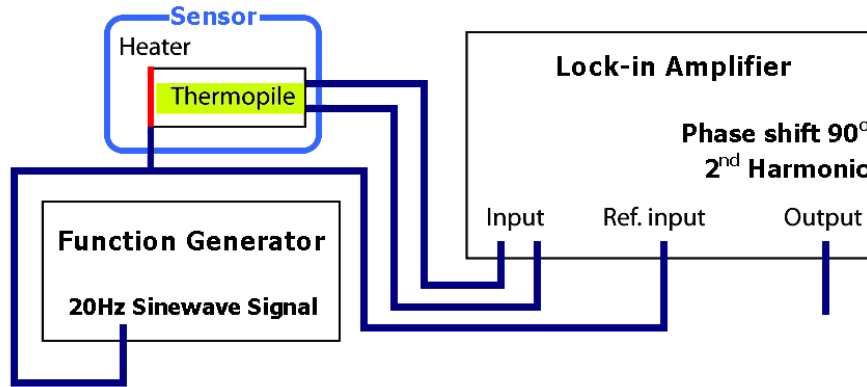 Sensor
Heater
Thermopile
Lock-in Amplifier
Phase shift 90°
2nd Harmonic
Input
Ref. input
Output
Function Generator
20Hz Sinewave Signal